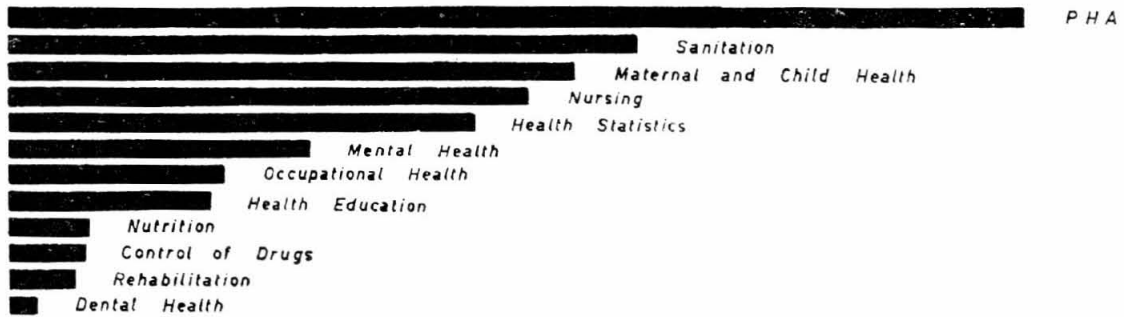 PHA
Sanitation
Maternal and Child Health
Nursing
Health Statistics
Mental Health
Occupational Health
Health Education
Nutrition
Control of Drugs
Rehabilitation
Dental Health